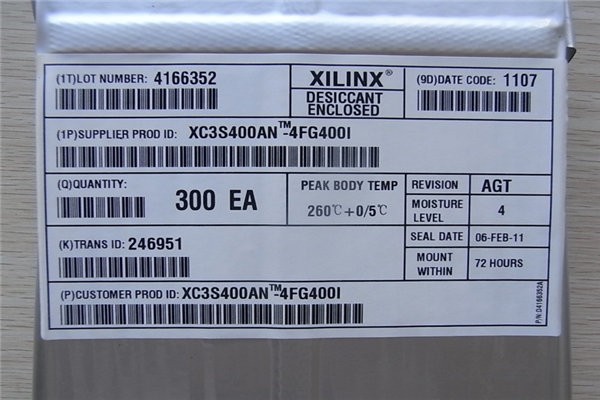 (1T)LOT NUMBER: 4166352
XILINX®
DESICCANT
ENCLOSED
(9D)DATE CODE: 1107
(1P)SUPPLIER PROD ID: XC3S400AN™-4FG400I
(Q)QUANTITY: 300 EA
PEAK BODY TEMP
260℃+0/5℃
REVISION AGT
MOISTURE
LEVEL 4
SEAL DATE 06-FEB-11
MOUNT
WITHIN 72 HOURS
(K)TRANS ID: 246951
(P)CUSTOMER PROD ID: XC3S400AN™-4FG400I
P/N: D4166352A